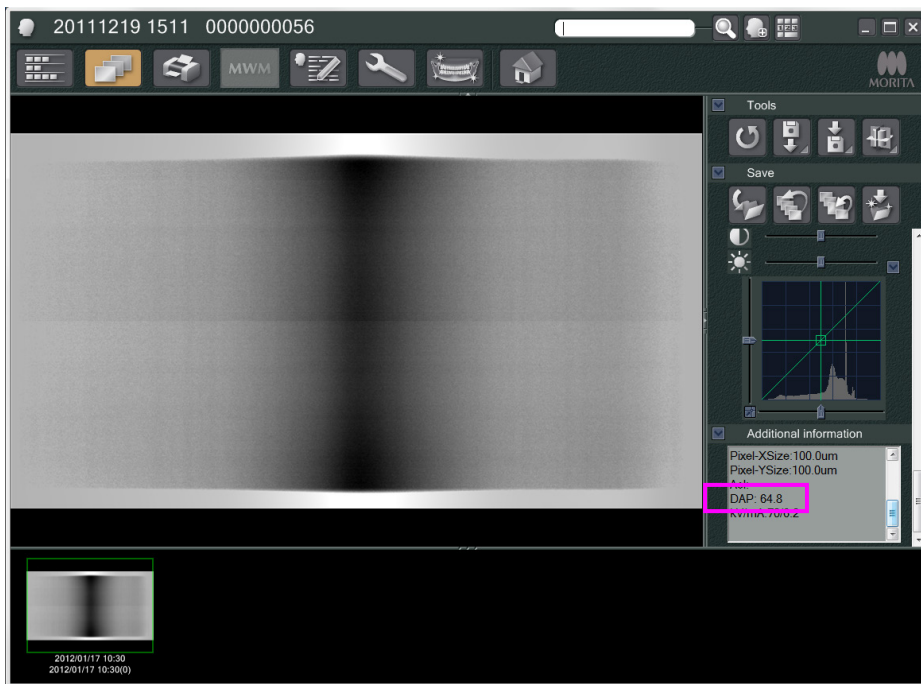 20111219 1511 0000000056
MWM
MORITA
Tools
Save
Additional information
Pixel-XSize:100.0um
Pixel-YSize:100.0um
DAP: 64.8
2012/01/17 10:30
2012/01/17 10:30(0)